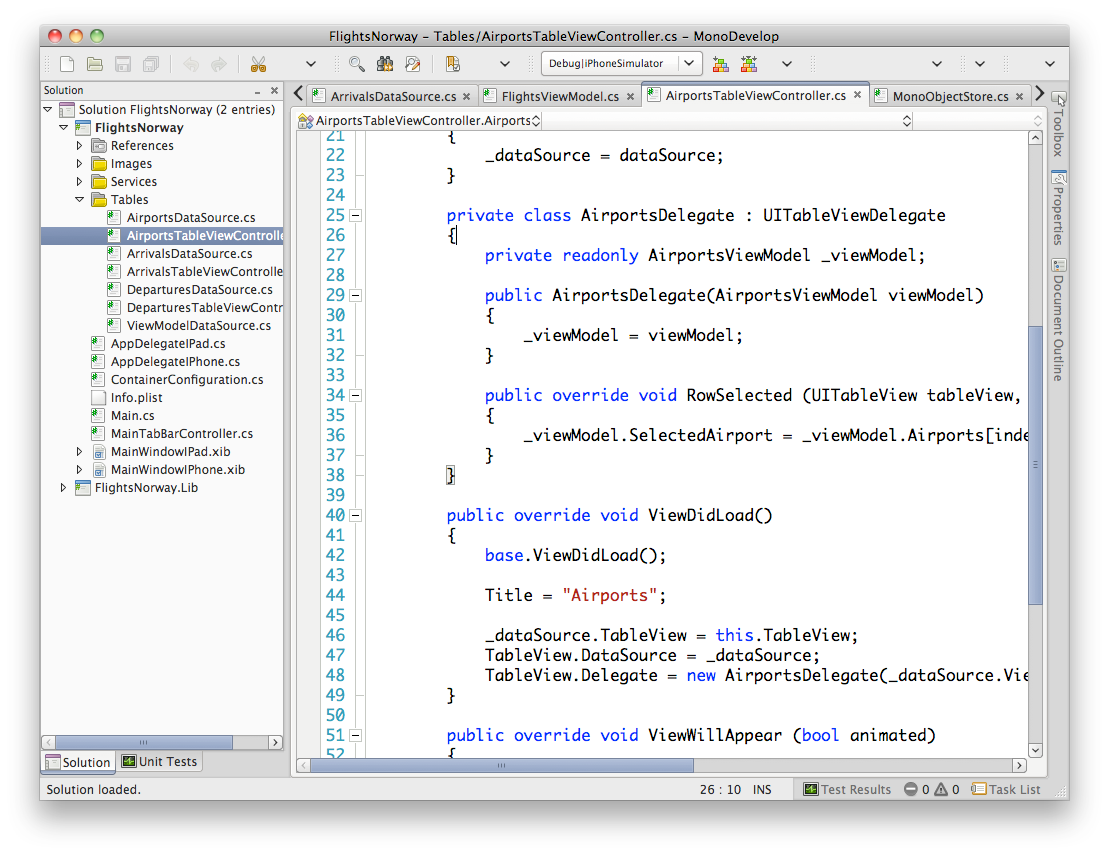 FlightsNorway – Tables/AirportsTableViewController.cs – MonoDevelop
Debug|iPhoneSimulator
Solution
Solution FlightsNorway (2 entries)
FlightsNorway
References
Images
Services
Tables
AirportsDataSource.cs
AirportsTableViewControlle
ArrivalsDataSource.cs
ArrivalsTableViewControlle
DeparturesDataSource.cs
DeparturesTableViewContr
ViewModelDataSource.cs
AppDelegateIPad.cs
AppDelegateIPhone.cs
ContainerConfiguration.cs
Info.plist
Main.cs
MainTabBarController.cs
MainWindowIPad.xib
MainWindowIPhone.xib
FlightsNorway.Lib
Solution
Unit Tests
ArrivalsDataSource.cs
FlightsViewModel.cs
AirportsTableViewController.cs
MonoObjectStore.cs
AirportsTableViewController.Airports
21 {
22 _dataSource = dataSource;
23 }
24
25 private class AirportsDelegate : UITableViewDelegate
26 {
27 private readonly AirportsViewModel _viewModel;
28
29 public AirportsDelegate(AirportsViewModel viewModel)
30 {
31 _viewModel = viewModel;
32 }
33
34 public override void RowSelected (UITableView tableView,
35 {
36 _viewModel.SelectedAirport = _viewModel.Airports[inde
37 }
38 }
39
40 public override void ViewDidLoad()
41 {
42 base.ViewDidLoad();
43
44 Title = "Airports";
45
46 _dataSource.TableView = this.TableView;
47 TableView.DataSource = _dataSource;
48 TableView.Delegate = new AirportsDelegate(_dataSource.Vie
49 }
50
51 public override void ViewWillAppear (bool animated)
52 {
Toolbox
Properties
Document Outline
Solution loaded.
26 : 10 INS
Test Results
0
0
Task List